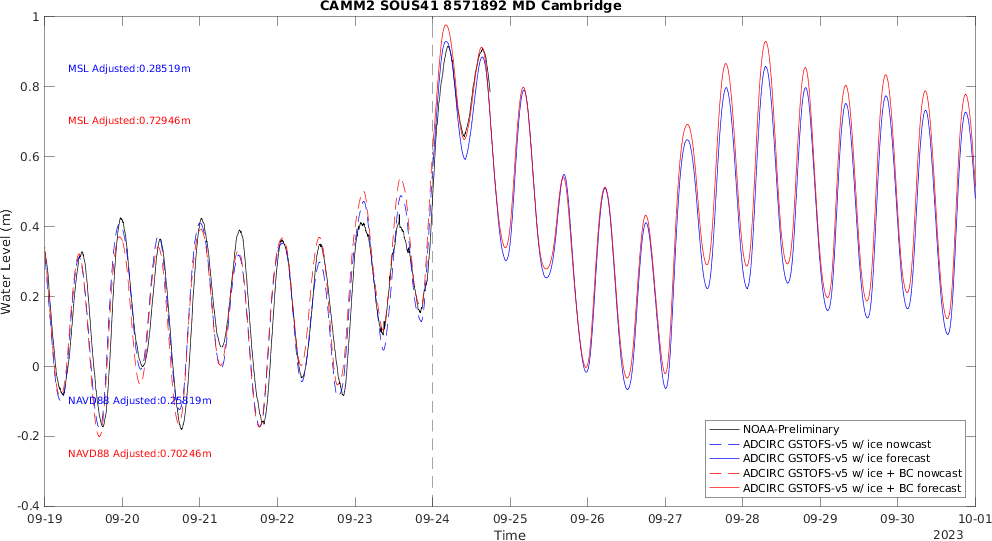 CAMM2 SOUS41 8571892 MD Cambridge
1
0.8
0.6
0.4
0.2
0
-0.2
-0.4
Water Level (m)
MSL Adjusted:0.28519m
MSL Adjusted:0.72946m
NAVD88 Adjusted:0.25819m
NAVD88 Adjusted:0.70246m
NOAA-Preliminary
ADCIRC GSTOFS-v5 w/ ice nowcast
ADCIRC GSTOFS-v5 w/ ice forecast
ADCIRC GSTOFS-v5 w/ ice + BC nowcast
ADCIRC GSTOFS-v5 w/ ice + BC forecast
09-19 09-20 09-21 09-22 09-23 09-24 09-25 09-26 09-27 09-28 09-29 09-30 10-01
Time
2023